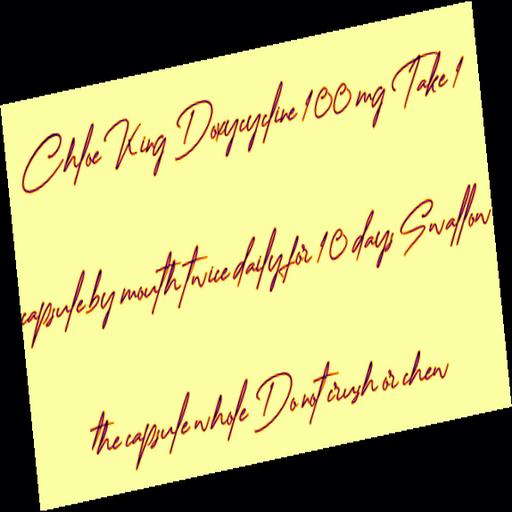 Chloe King Doxycycline 100 mg Take 1
capsule by mouth twice daily for 10 days Swallow
the capsule whole Do not crush or chew